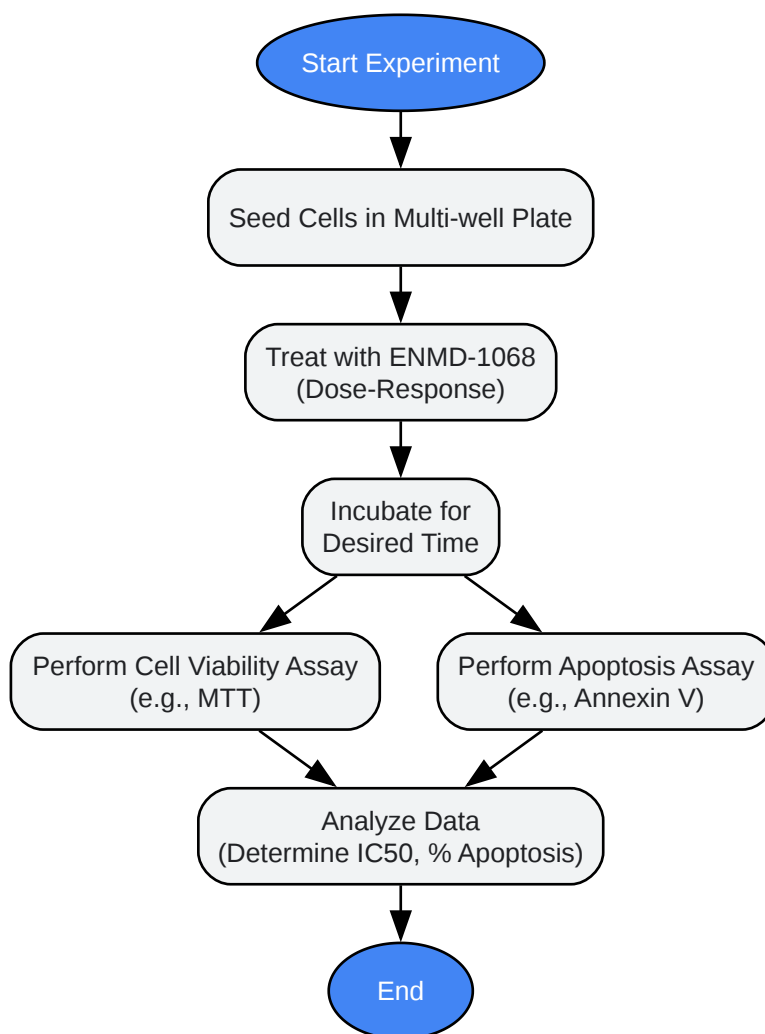 Start Experiment
Seed Cells in Multi-well Plate
Treat with ENMD-1068
(Dose-Response)
Incubate for
Desired Time
Perform Cell Viability Assay
(e.g., MTT)
Perform Apoptosis Assay
(e.g., Annexin V)
Analyze Data
(Determine IC50, % Apoptosis)
End